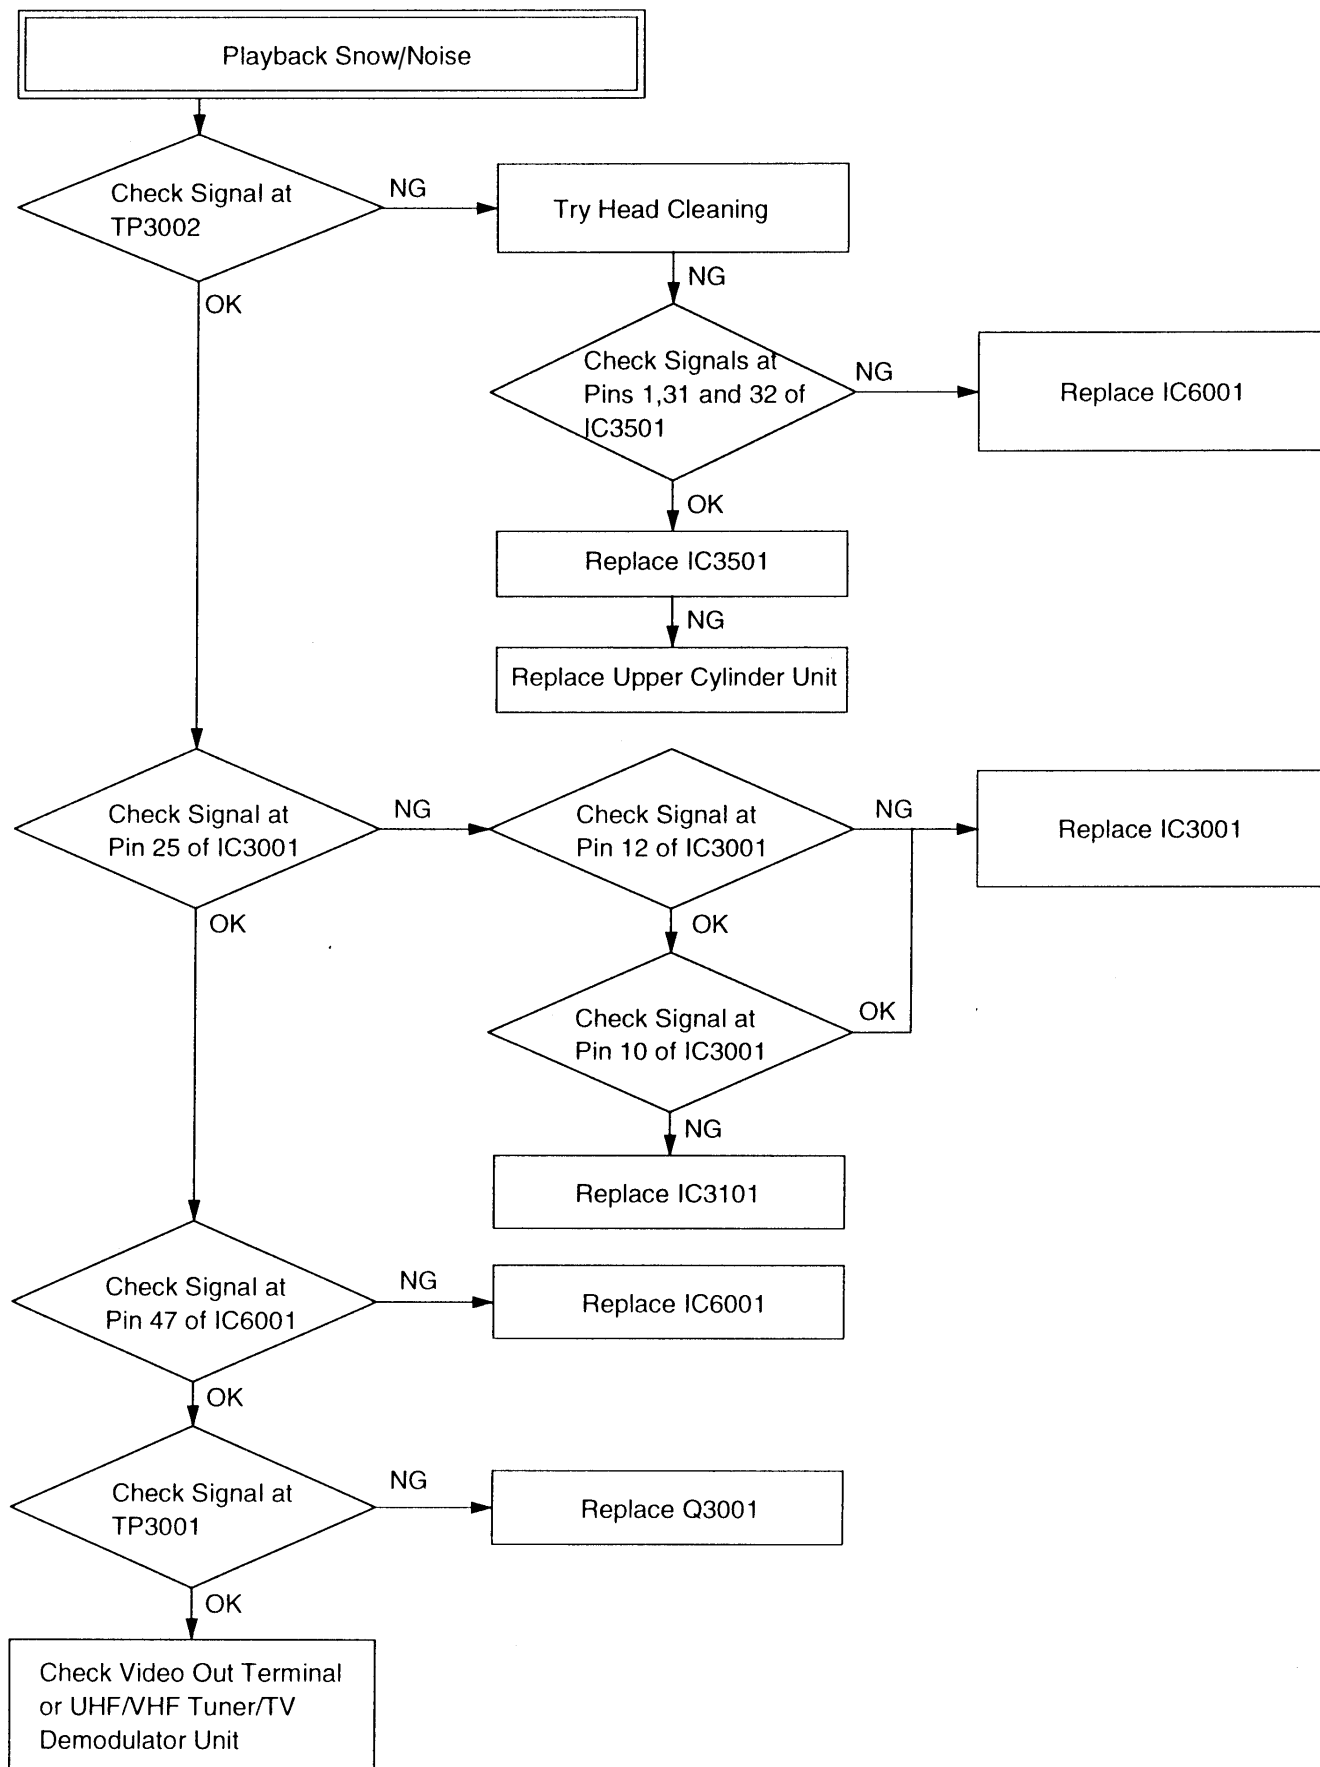 Playback Snow/Noise
Check Signal at
TP3002
NG
Try Head Cleaning
OK
NG
Check Signals at
Pins 1,31 and 32 of
IC3501
NG
Replace IC6001
OK
Replace IC3501
NG
Replace Upper Cylinder Unit
Check Signal at
Pin 25 of IC3001
NG
Check Signal at
Pin 12 of IC3001
NG
Replace IC3001
OK
OK
Check Signal at
Pin 10 of IC3001
OK
NG
Replace IC3101
Check Signal at
Pin 47 of IC6001
NG
Replace IC6001
OK
Check Signal at
TP3001
NG
Replace Q3001
OK
Check Video Out Terminal
or UHF/VHF Tuner/TV
Demodulator Unit